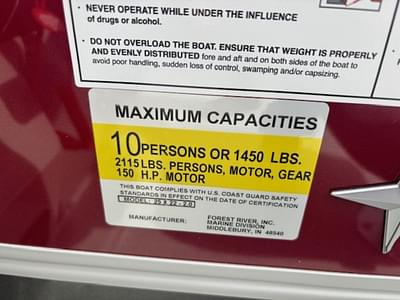 · NEVER OPERATE WHILE UNDER THE INFLUENCE
of drugs or alcohol.
· DO NOT OVERLOAD THE BOAT. ENSURE THAT WEIGHT IS PROPERLY
AND EVENLY DISTRIBUTED fore and aft and on both sides of the boat to
avoid poor handling, sudden loss of control, swamping and/or capsizing.
MAXIMUM CAPACITIES
10 PERSONS OR 1450 LBS.
2115 LBS. PERSONS, MOTOR, GEAR
150 H.P. MOTOR
THIS BOAT COMPLIES WITH U.S. COAST GUARD SAFETY
STANDARDS IN EFFECT ON THE DATE OF CERTIFICATION
MODEL: 25 X 22 - 2.0
MANUFACTURER: FOREST RIVER, INC.
MARINE DIVISION
MIDDLEBURY, IN 46540